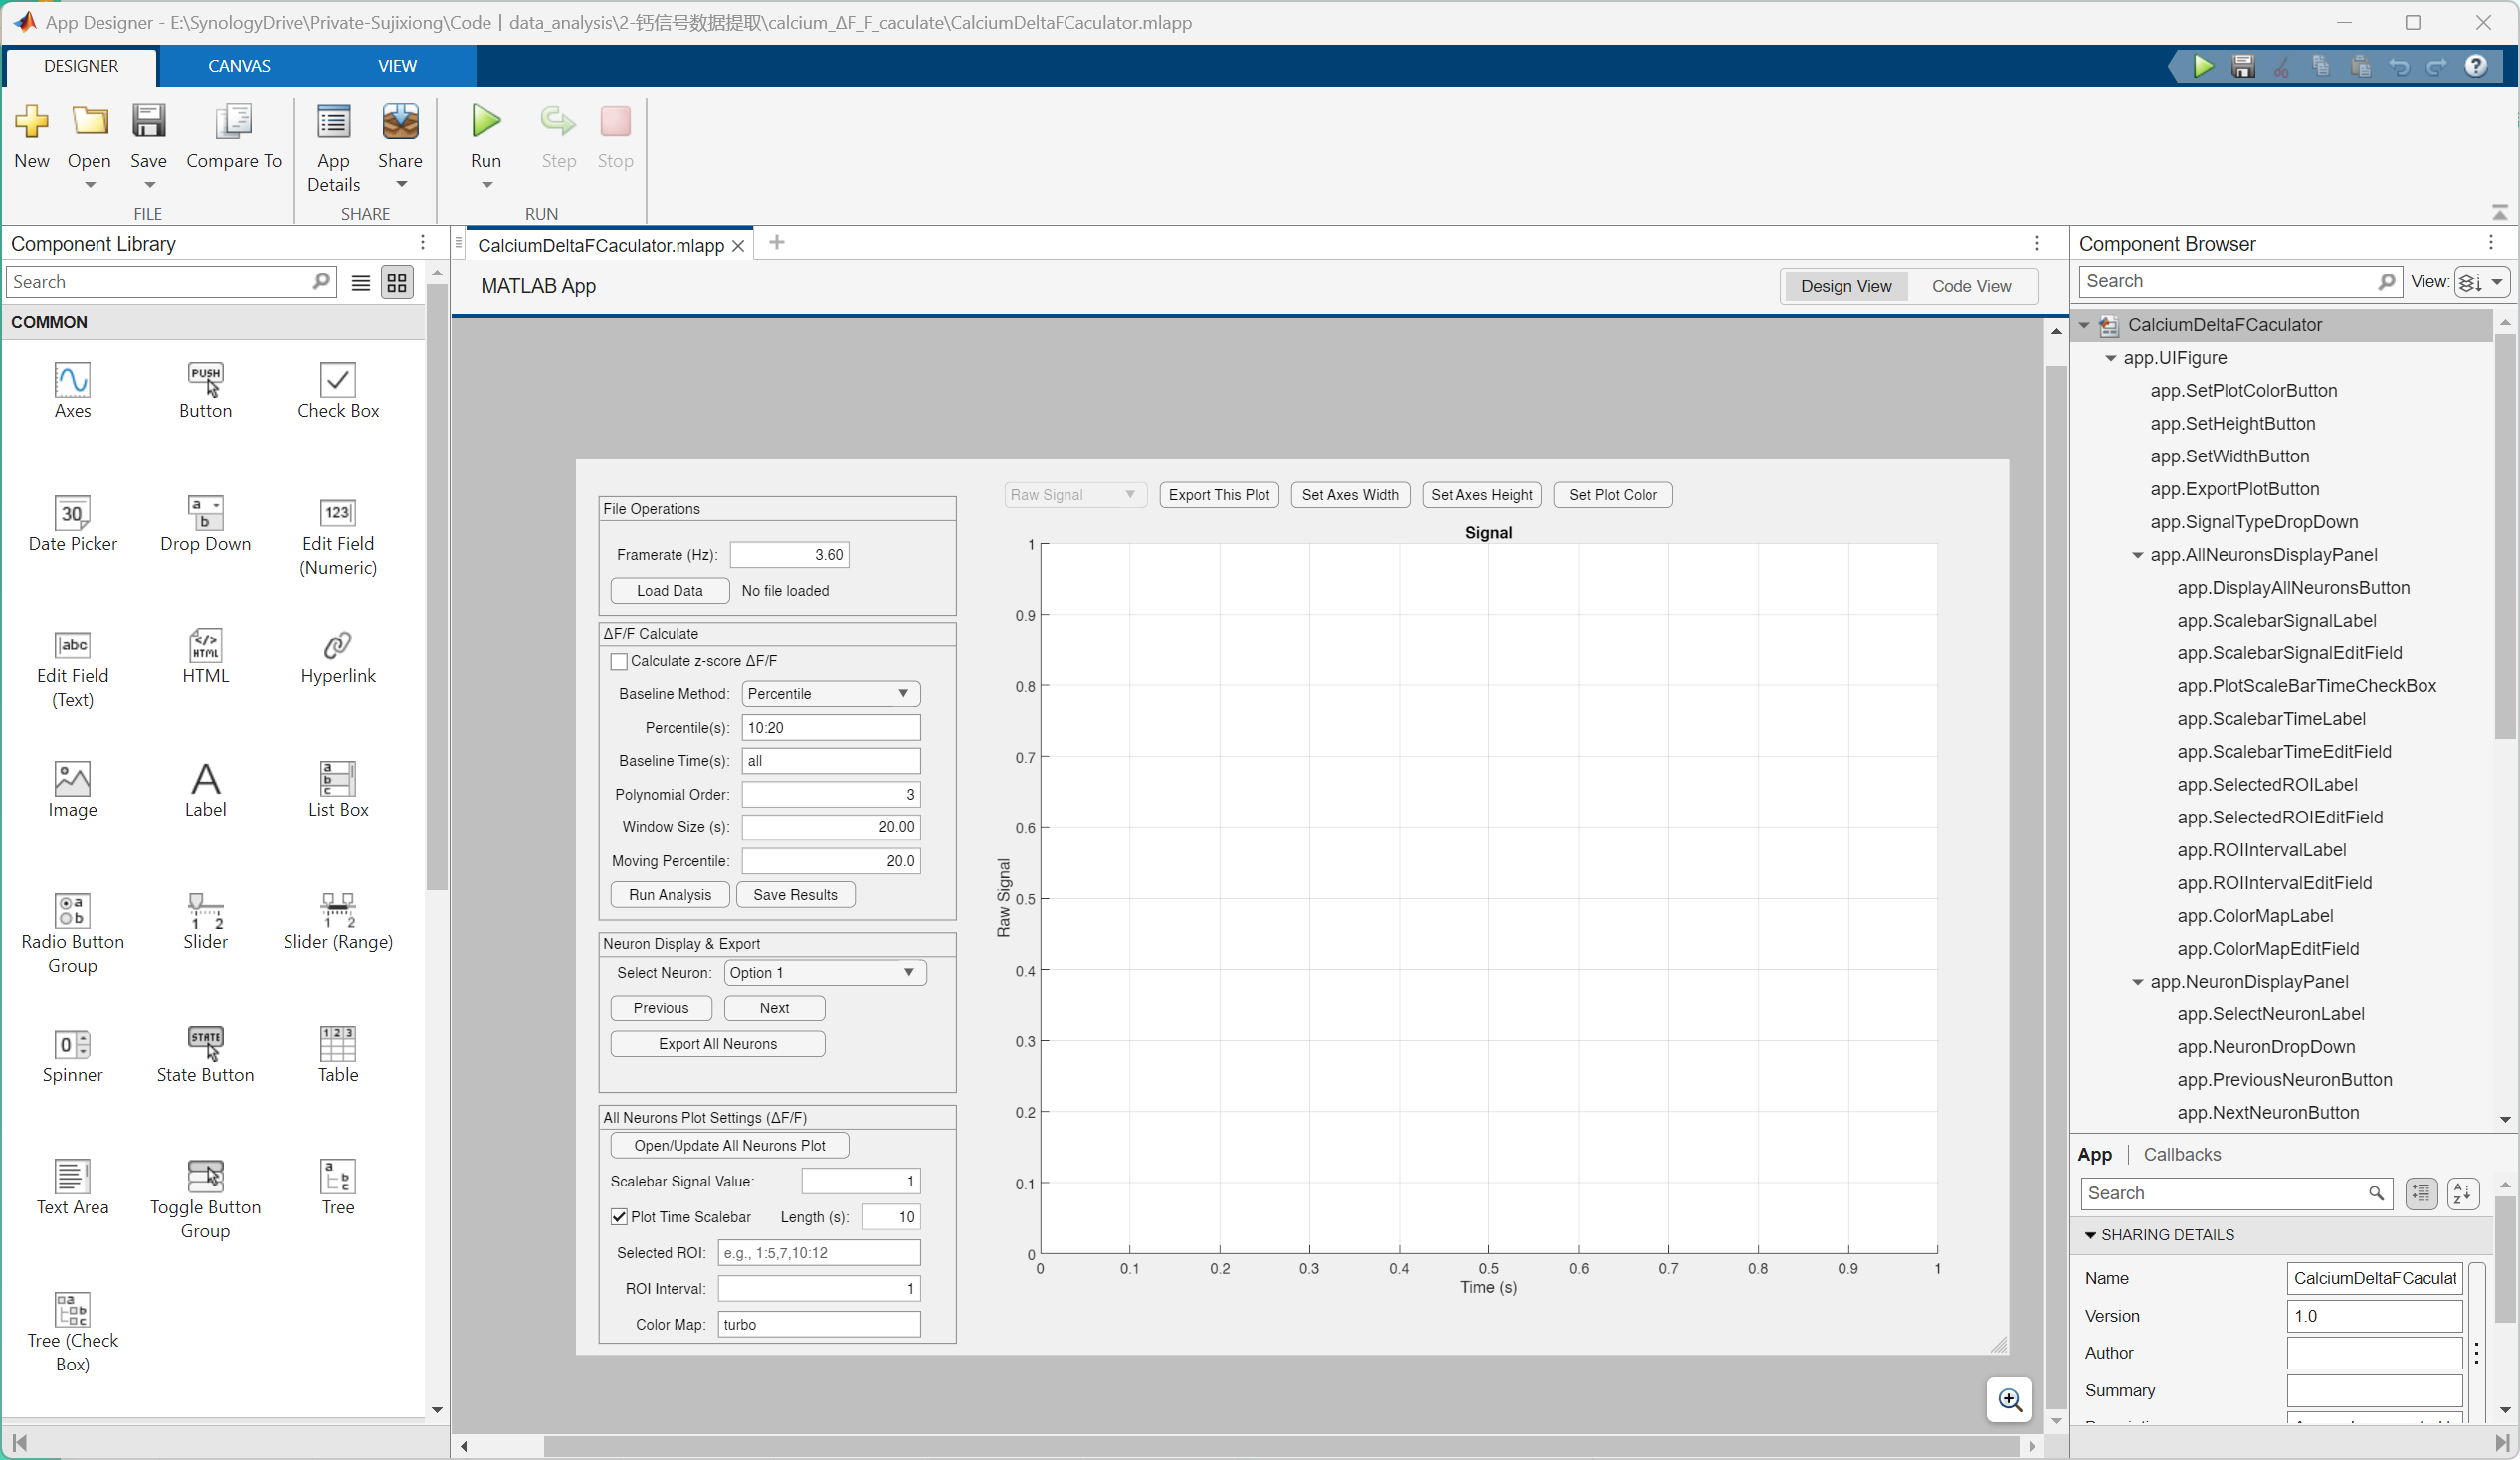 App Designer - E:\SynologyDrive\Private-Sujixiong\Code | data_analysis\2-钙信号数据提取\calcium_ΔF_F_caculate\CalciumDeltaFCaculator.mlapp
DESIGNER
CANVAS
VIEW
New
Open
Save
Compare To
App Details
Share
Run
Step
Stop
FILE
SHARE
RUN
Component Library
Search
COMMON
Axes
Button
Check Box
Date Picker
Drop Down
Edit Field
(Numeric)
Edit Field
(Text)
HTML
Hyperlink
Image
Label
List Box
Radio Button
Group
Slider
Slider (Range)
Spinner
State Button
Table
Text Area
Toggle Button
Group
Tree
Tree (Check
Box)
CalciumDeltaFCaculator.mlapp
MATLAB App
Design View
Code View
File Operations
Framerate (Hz): 3.60
Load Data
No file loaded
ΔF/F Calculate
Calculate z-score ΔF/F
Baseline Method: Percentile
Percentile(s): 10:20
Baseline Time(s): all
Polynomial Order: 3
Window Size (s): 20.00
Moving Percentile: 20.0
Run Analysis
Save Results
Neuron Display & Export
Select Neuron: Option 1
Previous
Next
Export All Neurons
All Neurons Plot Settings (ΔF/F)
Open/Update All Neurons Plot
Scalebar Signal Value: 1
Plot Time Scalebar
Length (s): 10
Selected ROI: e.g., 1:5,7,10:12
ROI Interval: 1
Color Map: turbo
Raw Signal
Export This Plot
Set Axes Width
Set Axes Height
Set Plot Color
Signal
1
0.9
0.8
0.7
0.6
0.5
0.4
0.3
0.2
0.1
0
Raw Signal
0 0.1 0.2 0.3 0.4 0.5 0.6 0.7 0.8 0.9 1
Time (s)
Component Browser
Search
View:
CalciumDeltaFCaculator
app.UIFigure
app.SetPlotColorButton
app.SetHeightButton
app.SetWidthButton
app.ExportPlotButton
app.SignalTypeDropDown
app.AllNeuronsDisplayPanel
app.DisplayAllNeuronsButton
app.ScalebarSignalLabel
app.ScalebarSignalEditField
app.PlotScaleBarTimeCheckBox
app.ScalebarTimeLabel
app.ScalebarTimeEditField
app.SelectedROILabel
app.SelectedROIEditField
app.ROIIntervalLabel
app.ROIIntervalEditField
app.ColorMapLabel
app.ColorMapEditField
app.NeuronDisplayPanel
app.SelectNeuronLabel
app.NeuronDropDown
app.PreviousNeuronButton
app.NextNeuronButton
App
Callbacks
Search
SHARING DETAILS
Name CalciumDeltaFCaculat
Version 1.0
Author
Summary